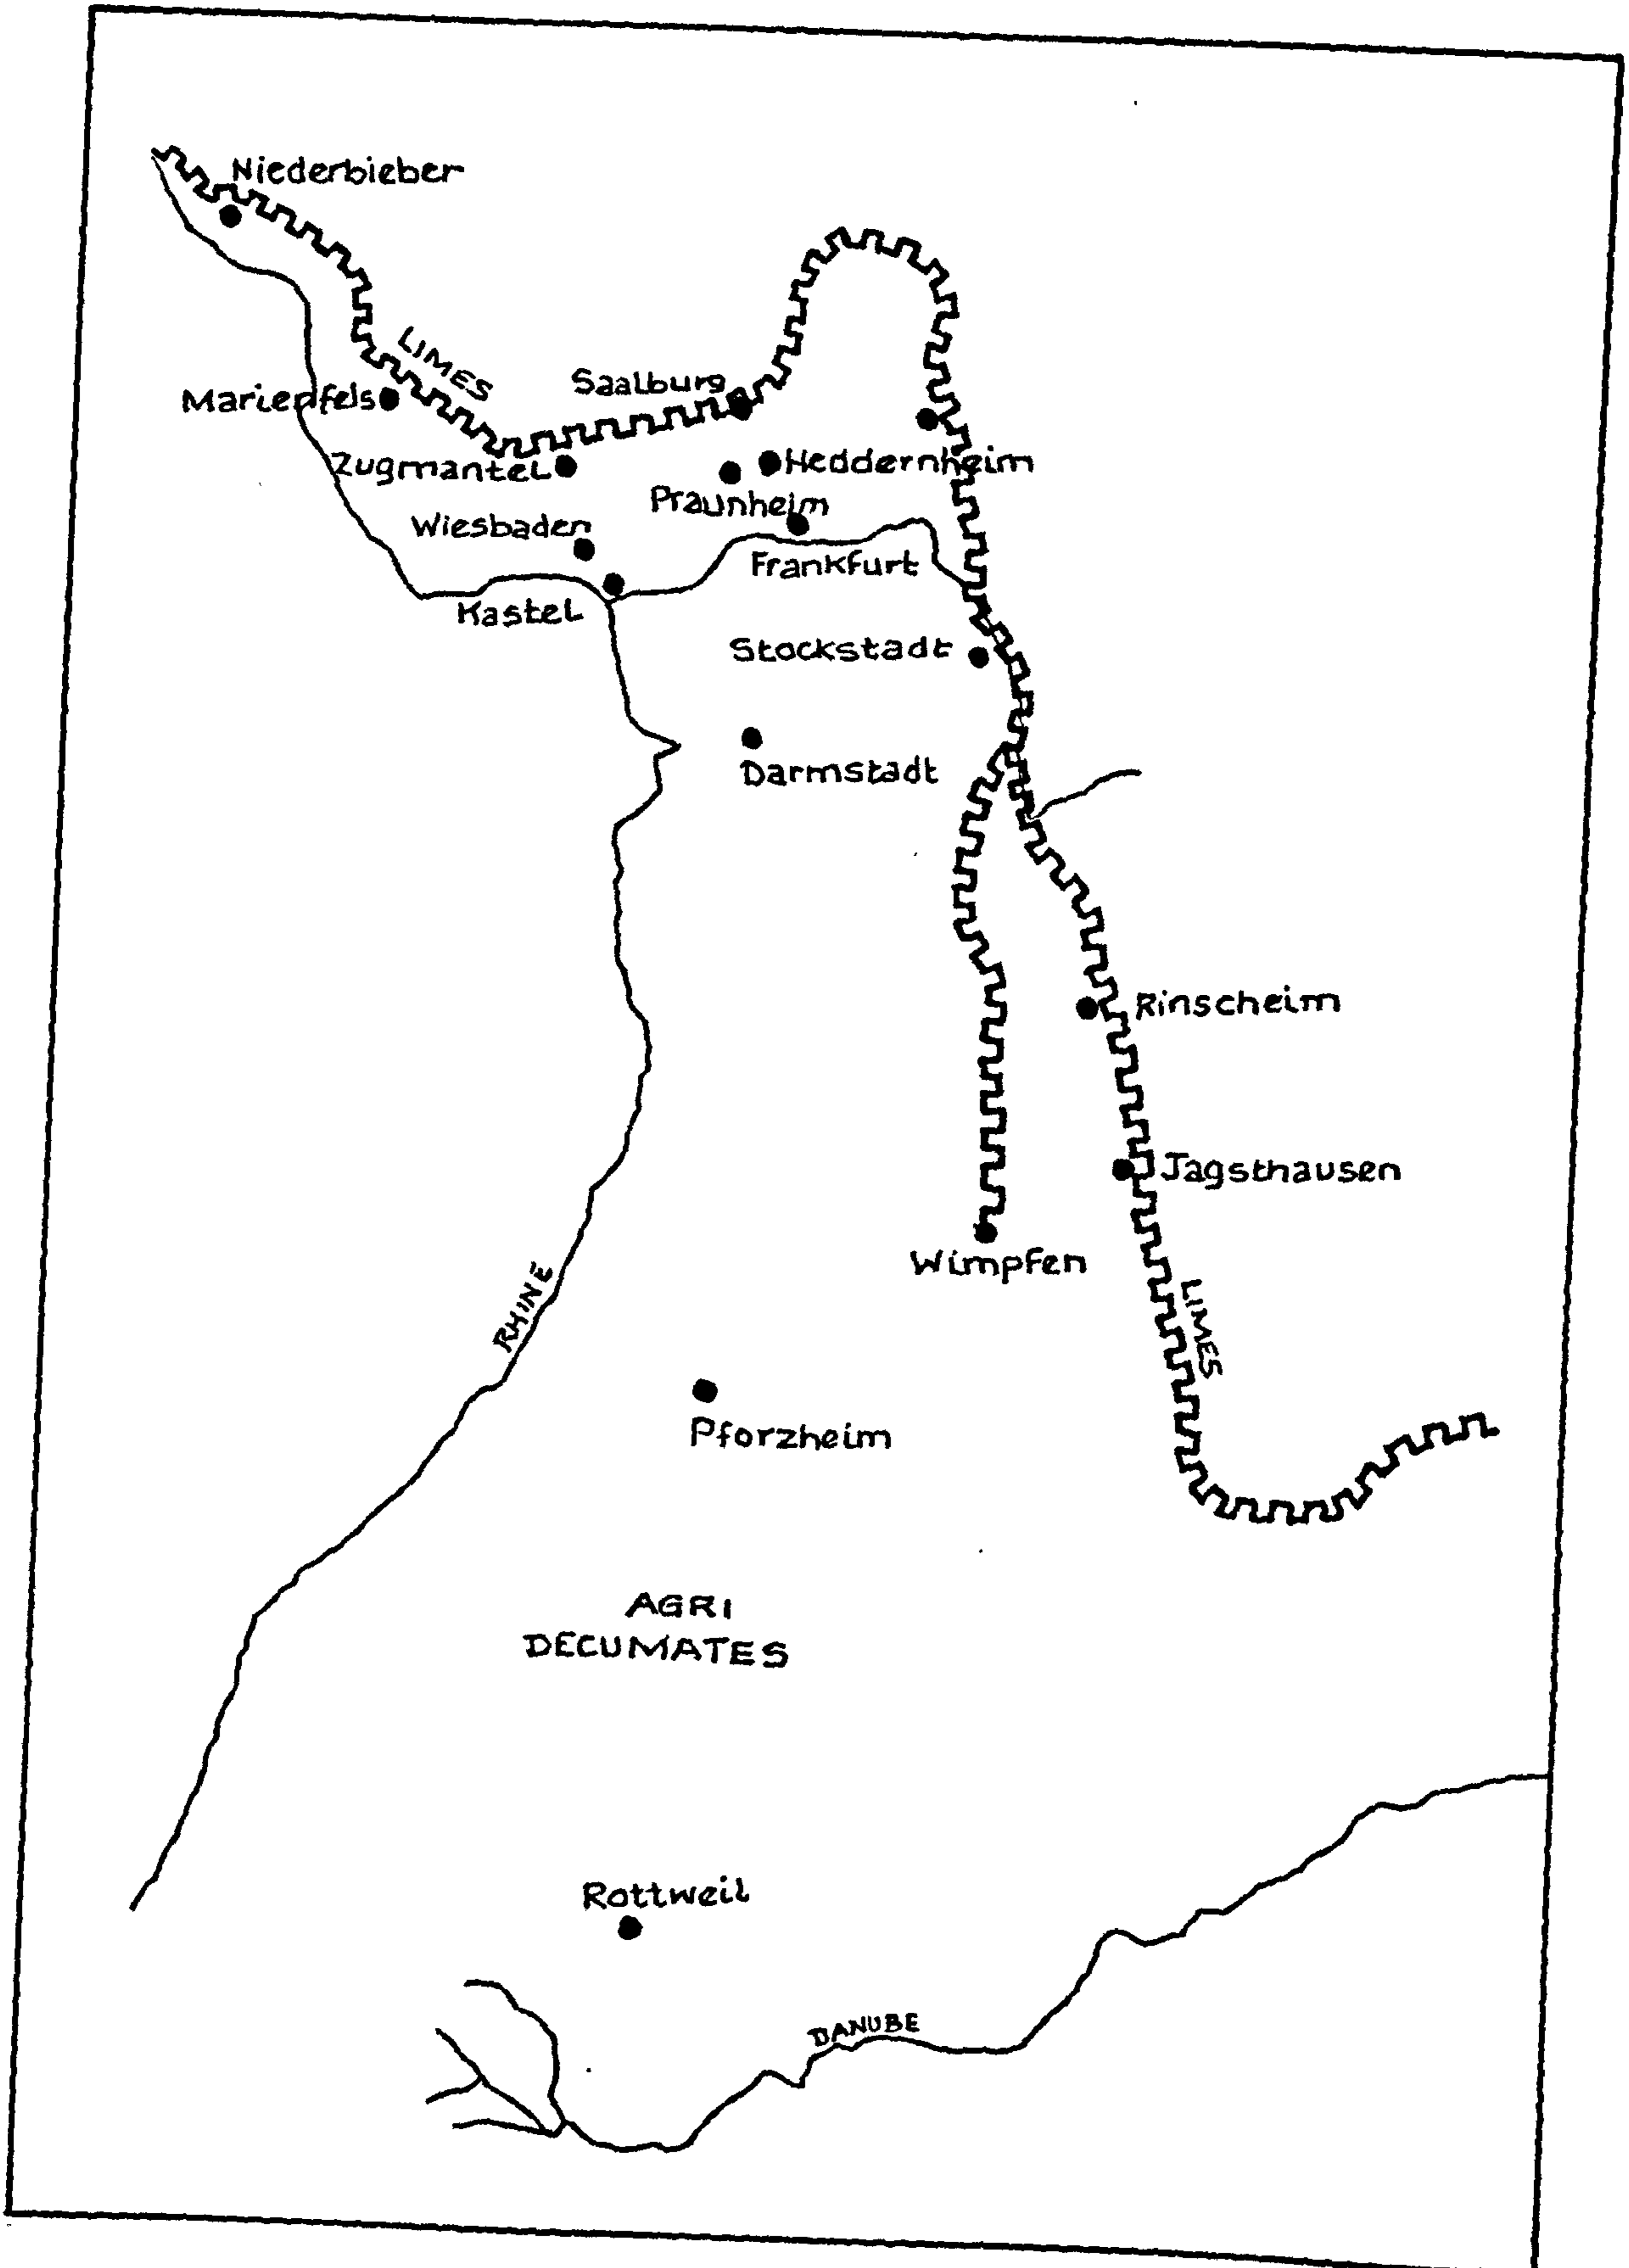 Niederbieber
LIMES
Saalburg
Marienfels
Zugmantel
Heddernheim
Praunheim
Wiesbaden
Frankfurt
Kastel
Stockstadt
Darmstadt
Rinscheim
Jagsthausen
Wimpfen
RHINE
LIMES
Pforzheim
AGRI
DECUMATES
Rottweil
DANUBE